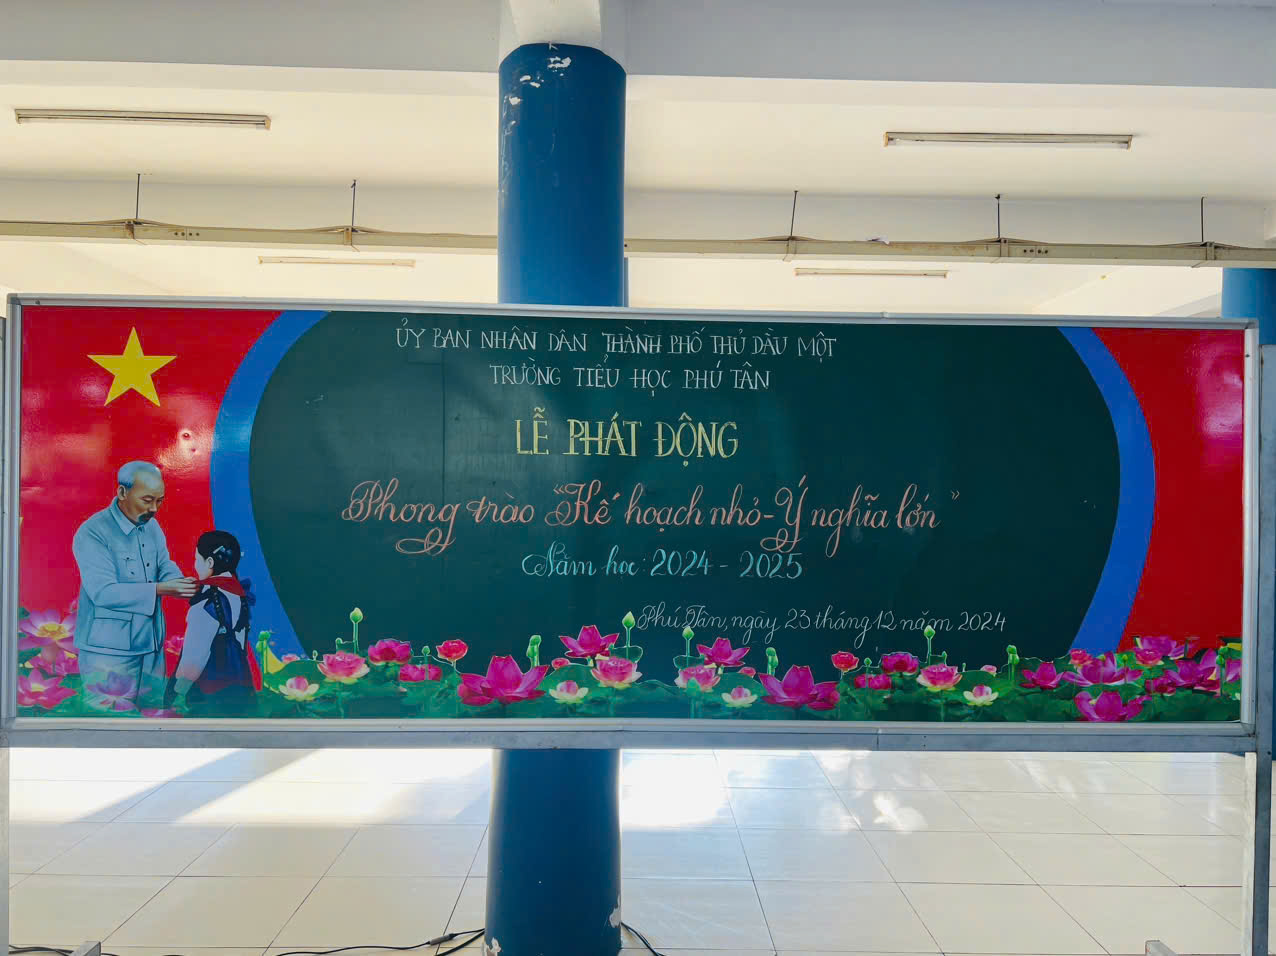 ỦY BAN NHÂN DÂN THÀNH PHỐ THỦ DẦU MỘT
TRƯỜNG TIỂU HỌC PHÚ TÂN
LỄ PHÁT ĐỘNG
Phong trào "Kế hoạch nhỏ - Ý nghĩa lớn"
Năm học 2024 - 2025
Phú Tân, ngày 23 tháng 12 năm 2024